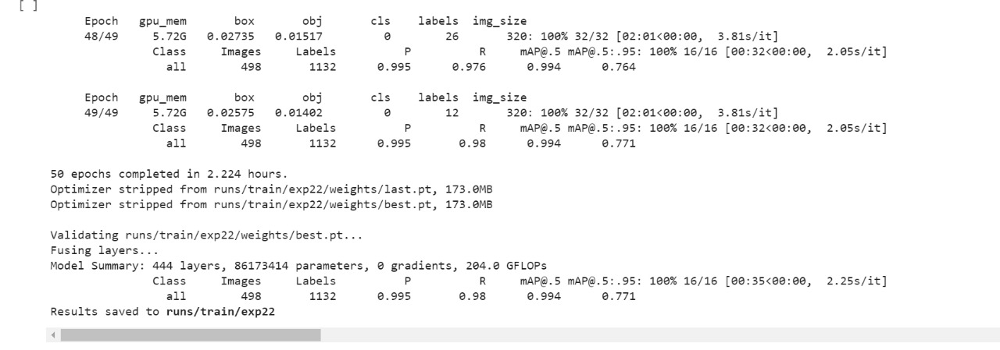 [ ]
Epoch gpu_mem box obj cls labels img_size
48/49 5.72G 0.02735 0.01517 0 26 320: 100% 32/32 [02:01<00:00, 3.81s/it]
Class Images Labels P R mAP@.5 mAP@.5:.95: 100% 16/16 [00:32<00:00, 2.05s/it]
all 498 1132 0.995 0.976 0.994 0.764
Epoch gpu_mem box obj cls labels img_size
49/49 5.72G 0.02575 0.01402 0 12 320: 100% 32/32 [02:01<00:00, 3.81s/it]
Class Images Labels P R mAP@.5 mAP@.5:.95: 100% 16/16 [00:32<00:00, 2.05s/it]
all 498 1132 0.995 0.98 0.994 0.771
50 epochs completed in 2.224 hours.
Optimizer stripped from runs/train/exp22/weights/last.pt, 173.0MB
Optimizer stripped from runs/train/exp22/weights/best.pt, 173.0MB
Validating runs/train/exp22/weights/best.pt...
Fusing layers...
Model Summary: 444 layers, 86173414 parameters, 0 gradients, 204.0 GFLOPs
Class Images Labels P R mAP@.5 mAP@.5:.95: 100% 16/16 [00:35<00:00, 2.25s/it]
all 498 1132 0.995 0.98 0.994 0.771
Results saved to runs/train/exp22